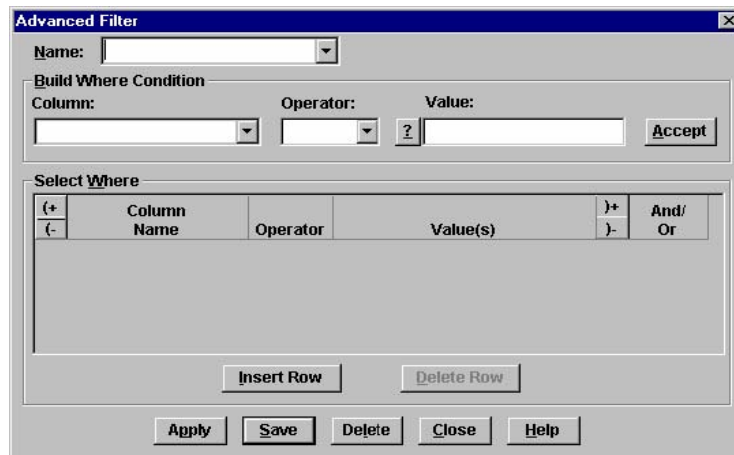 Advanced Filter
Name:
Build Where Condition
Column: Operator: Value:
? Accept
Select Where
(+ Column )+ And/
(- Name Operator Value(s) )- Or
Insert Row Delete Row
Apply Save Delete Close Help